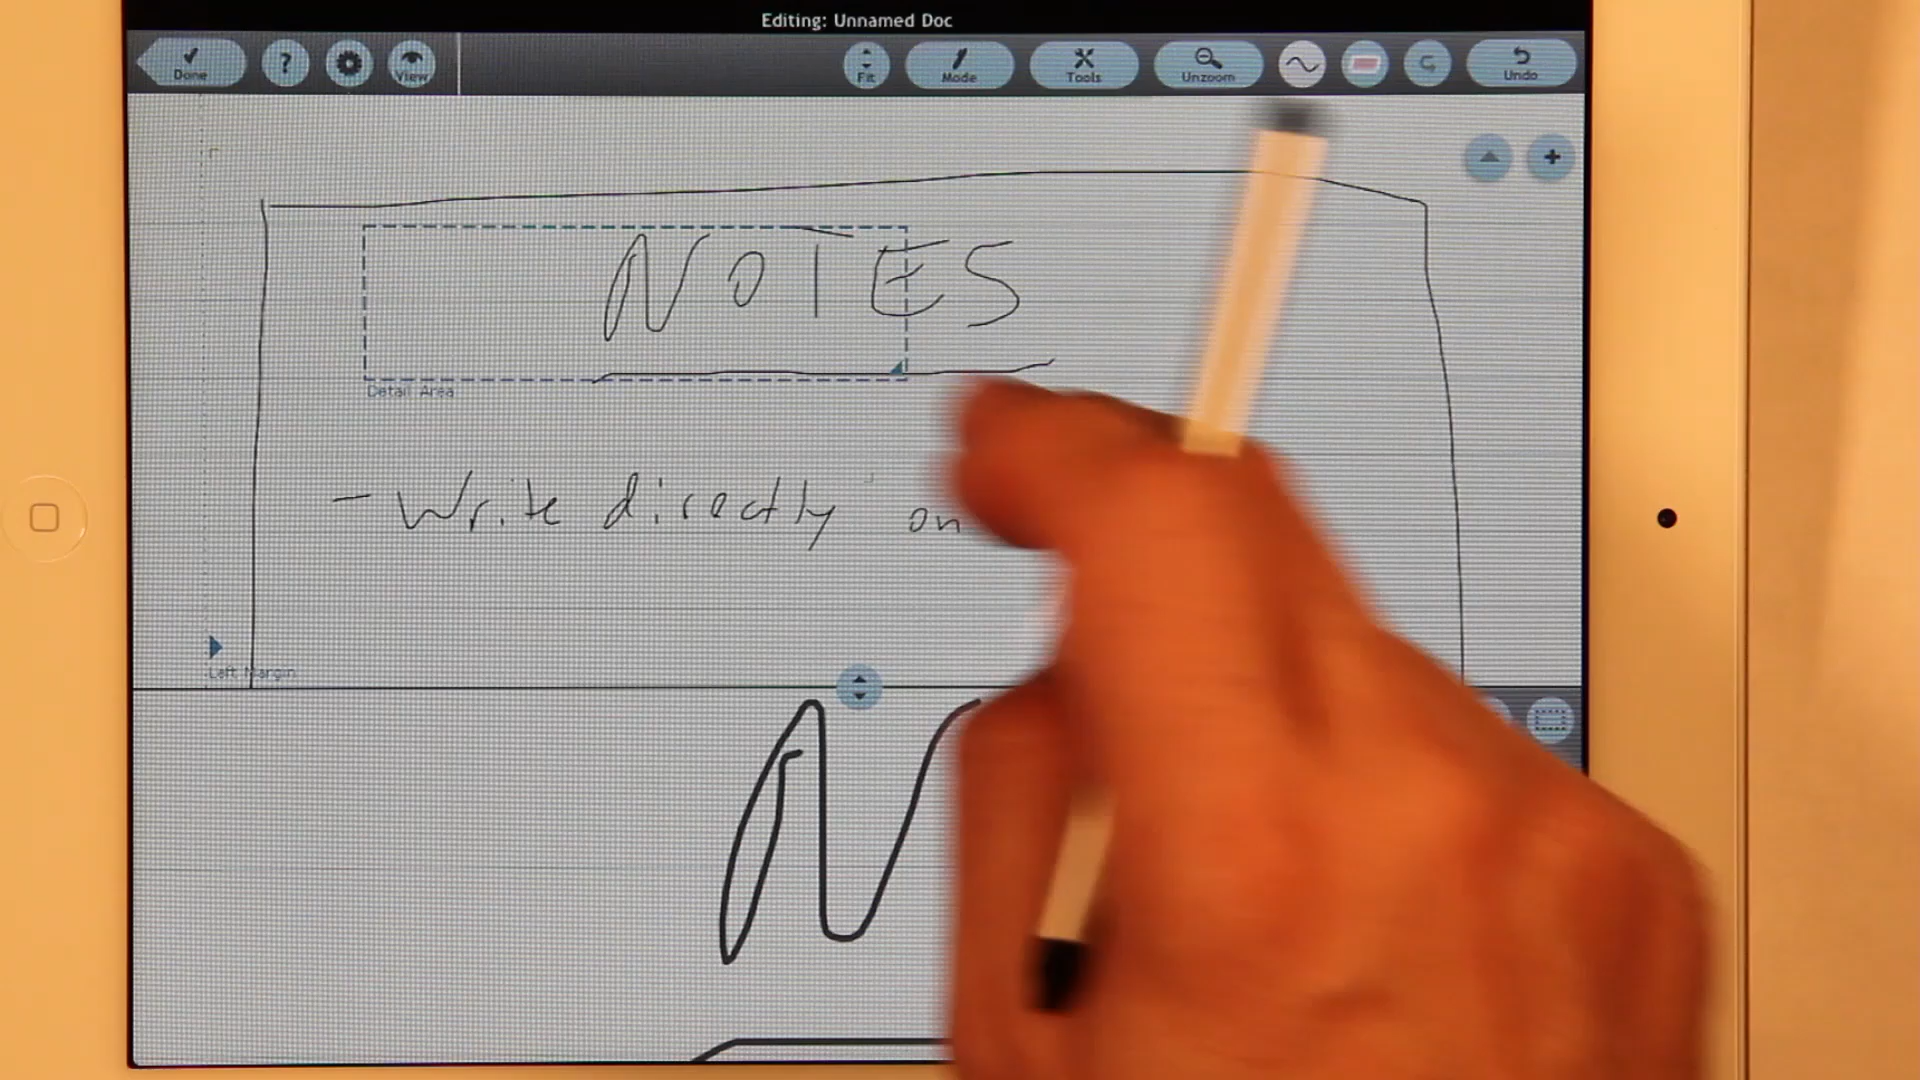 Editing: Unnamed Doc
Done ? View Fit Mode Tools Unzoom Undo
NOTES
Detail Area
- Write directly on
Left Margin
N